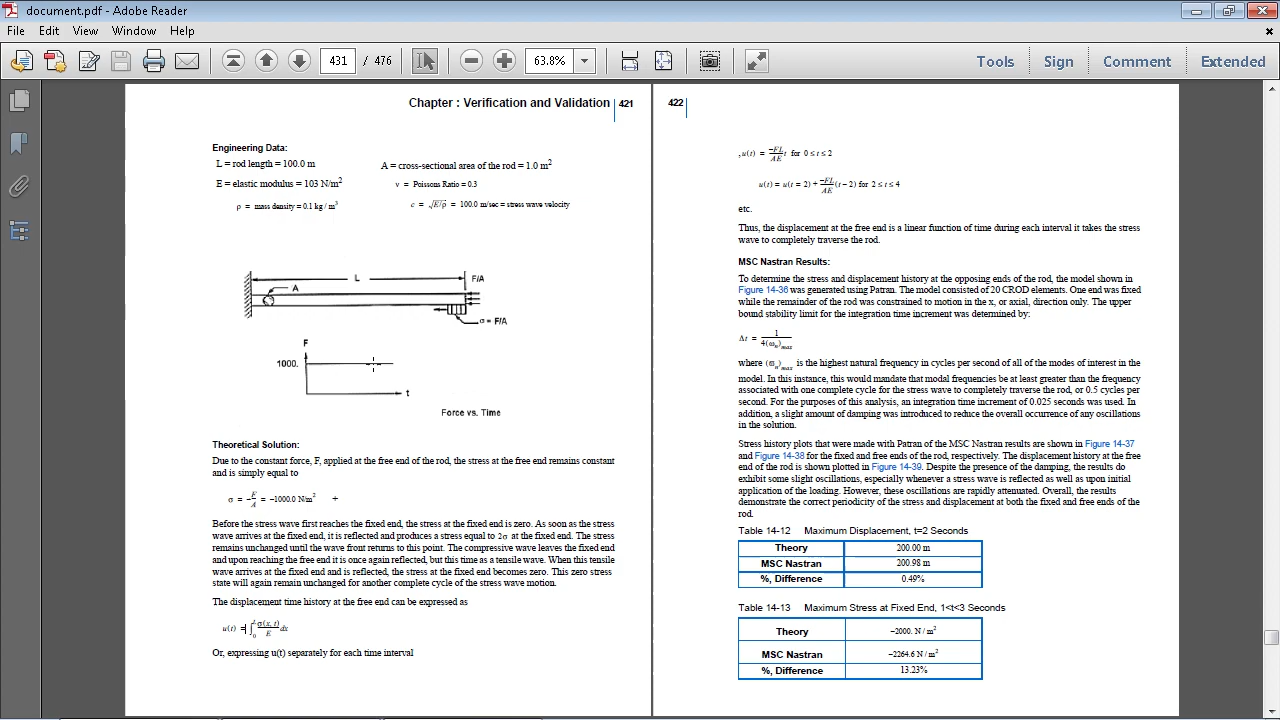 document.pdf - Adobe Reader
File Edit View Window Help
431 / 476 63.8% Tools Sign Comment Extended
Chapter : Verification and Validation 421
Engineering Data:
L = rod length = 100.0 m
A = cross-sectional area of the rod = 1.0 m²
E = elastic modulus = 103 N/m²
ν = Poissons Ratio = 0.3
ρ = mass density = 0.1 kg / m³
c = √E/ρ = 100.0 m/sec = stress wave velocity
L
F/A
A
σ = F/A
F
1000.
t
Force vs. Time
Theoretical Solution:
Due to the constant force, F, applied at the free end of the rod, the stress at the free end remains constant
and is simply equal to
σ = -F/A = -1000.0 N/m² +
Before the stress wave first reaches the fixed end, the stress at the fixed end is zero. As soon as the stress
wave arrives at the fixed end, it is reflected and produces a stress equal to 2σ at the fixed end. The stress
remains unchanged until the wave front returns to this point. The compressive wave leaves the fixed end
and upon reaching the free end it is once again reflected, but this time as a tensile wave. When this tensile
wave arrives at the fixed end and is reflected, the stress at the fixed end becomes zero. This zero stress
state will again remain unchanged for another complete cycle of the stress wave motion.
The displacement time history at the free end can be expressed as
u(t) = ∫₀ᴸ σ(x, t)/E dx
Or, expressing u(t) separately for each time interval
422
,u(t) = -FL/AE t for 0 ≤ t ≤ 2
u(t) = u(t = 2) + -FL/AE (t – 2) for 2 ≤ t ≤ 4
etc.
Thus, the displacement at the free end is a linear function of time during each interval it takes the stress
wave to completely traverse the rod.
MSC Nastran Results:
To determine the stress and displacement history at the opposing ends of the rod, the model shown in
Figure 14-36 was generated using Patran. The model consisted of 20 CROD elements. One end was fixed
while the remainder of the rod was constrained to motion in the x, or axial, direction only. The upper
bound stability limit for the integration time increment was determined by:
Δt = 1/4(ω_n)_max
where (ω_n)_max is the highest natural frequency in cycles per second of all of the modes of interest in the
model. In this instance, this would mandate that modal frequencies be at least greater than the frequency
associated with one complete cycle for the stress wave to completely traverse the rod, or 0.5 cycles per
second. For the purposes of this analysis, an integration time increment of 0.025 seconds was used. In
addition, a slight amount of damping was introduced to reduce the overall occurrence of any oscillations
in the solution.
Stress history plots that were made with Patran of the MSC Nastran results are shown in Figure 14-37
and Figure 14-38 for the fixed and free ends of the rod, respectively. The displacement history at the free
end of the rod is shown plotted in Figure 14-39. Despite the presence of the damping, the results do
exhibit some slight oscillations, especially whenever a stress wave is reflected as well as upon initial
application of the loading. However, these oscillations are rapidly attenuated. Overall, the results
demonstrate the correct periodicity of the stress and displacement at both the fixed and free ends of the
rod.
Table 14-12 Maximum Displacement, t=2 Seconds
Theory 200.00 m
MSC Nastran 200.98 m
%, Difference 0.49%
Table 14-13 Maximum Stress at Fixed End, 1<t<3 Seconds
Theory –2000. N / m²
MSC Nastran –2264.6 N / m²
%, Difference 13.23%